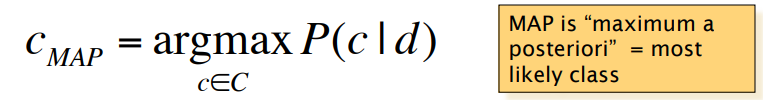 c_MAP = argmax P(c | d)
c∈C
MAP is “maximum a
posteriori” = most
likely class